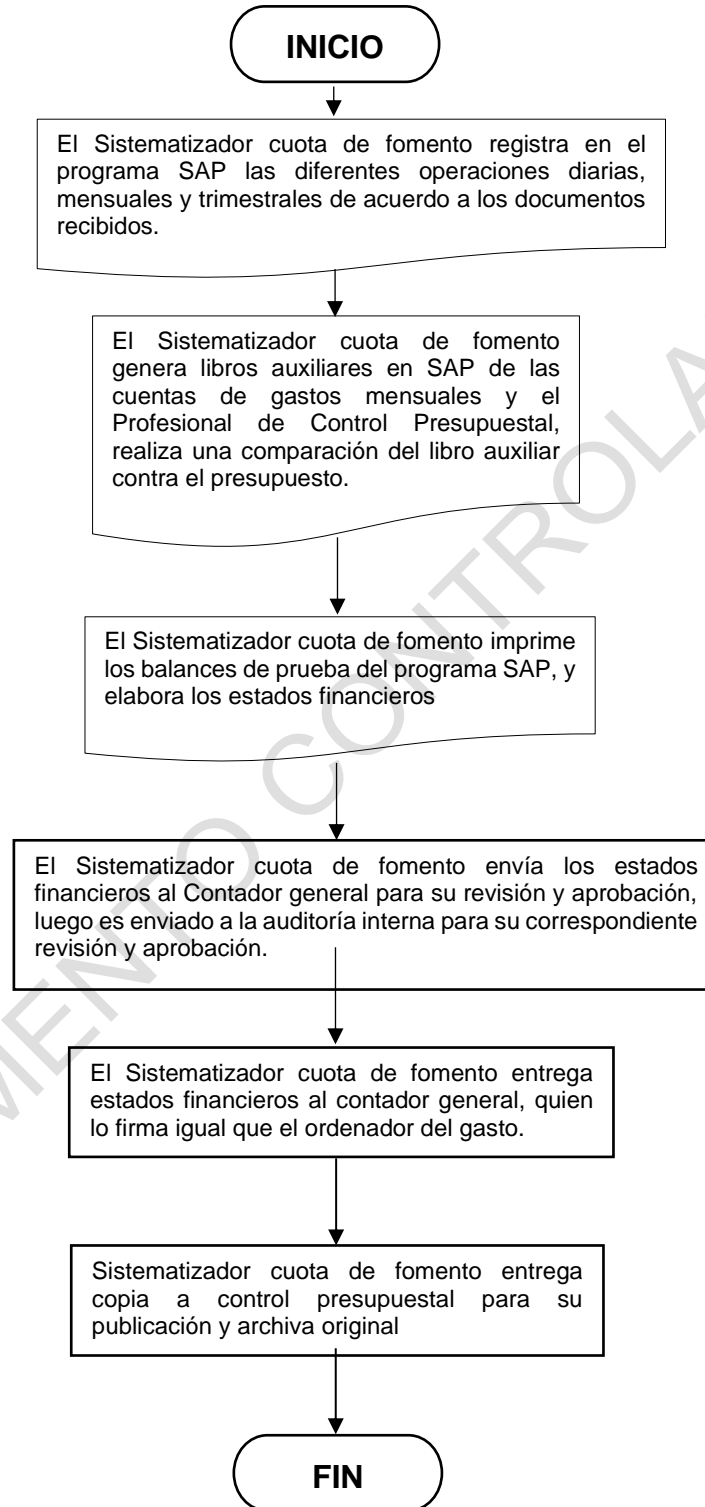 INICIO
El Sistematizador cuota de fomento registra en el
programa SAP las diferentes operaciones diarias,
mensuales y trimestrales de acuerdo a los documentos
recibidos.
El Sistematizador cuota de fomento
genera libros auxiliares en SAP de las
cuentas de gastos mensuales y el
Profesional de Control Presupuestal,
realiza una comparación del libro auxiliar
contra el presupuesto.
El Sistematizador cuota de fomento imprime
los balances de prueba del programa SAP, y
elabora los estados financieros
El Sistematizador cuota de fomento envía los estados
financieros al Contador general para su revisión y aprobación,
luego es enviado a la auditoría interna para su correspondiente
revisión y aprobación.
El Sistematizador cuota de fomento entrega
estados financieros al contador general, quien
lo firma igual que el ordenador del gasto.
Sistematizador cuota de fomento entrega
copia a control presupuestal para su
publicación y archiva original
FIN
MENTO CONTROLA